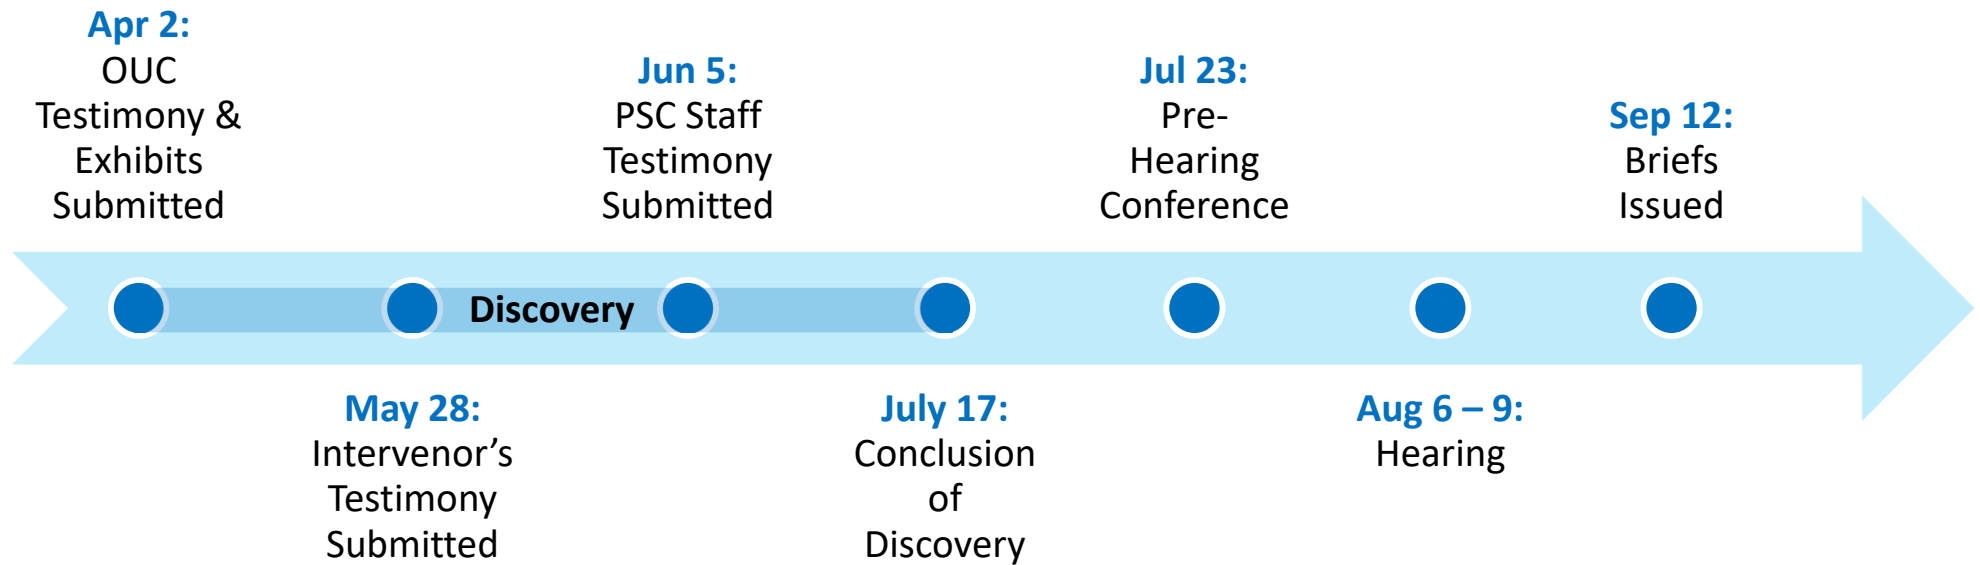 Apr 2:
OUC
Testimony &
Exhibits
Submitted
Jun 5:
PSC Staff
Testimony
Submitted
Jul 23:
Pre-
Hearing
Conference
Sep 12:
Briefs
Issued
Discovery
May 28:
Intervenor’s
Testimony
Submitted
July 17:
Conclusion
of
Discovery
Aug 6 – 9:
Hearing